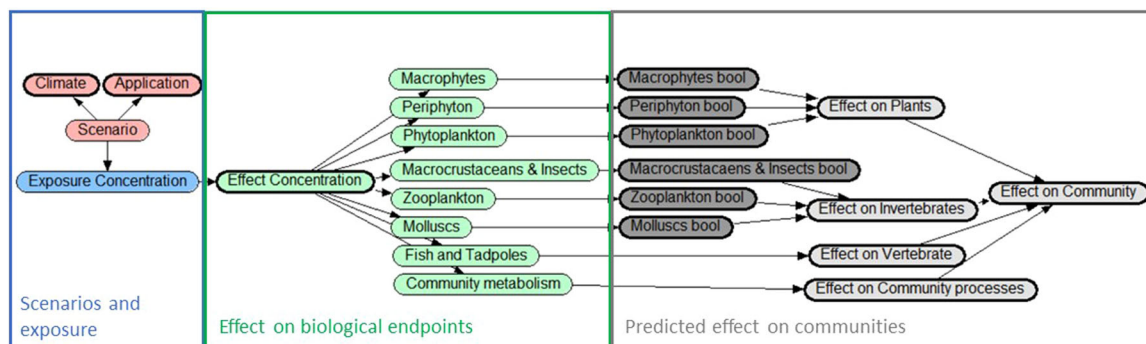 Climate
Application
Scenario
Exposure Concentration
Scenarios and
exposure
Effect Concentration
Macrophytes
Periphyton
Phytoplankton
Macrocrustaceans & Insects
Zooplankton
Molluscs
Fish and Tadpoles
Community metabolism
Effect on biological endpoints
Macrophytes bool
Periphyton bool
Phytoplankton bool
Macrocrustacaens & Insects bool
Zooplankton bool
Molluscs bool
Effect on Plants
Effect on Invertebrates
Effect on Vertebrate
Effect on Community processes
Effect on Community
Predicted effect on communities